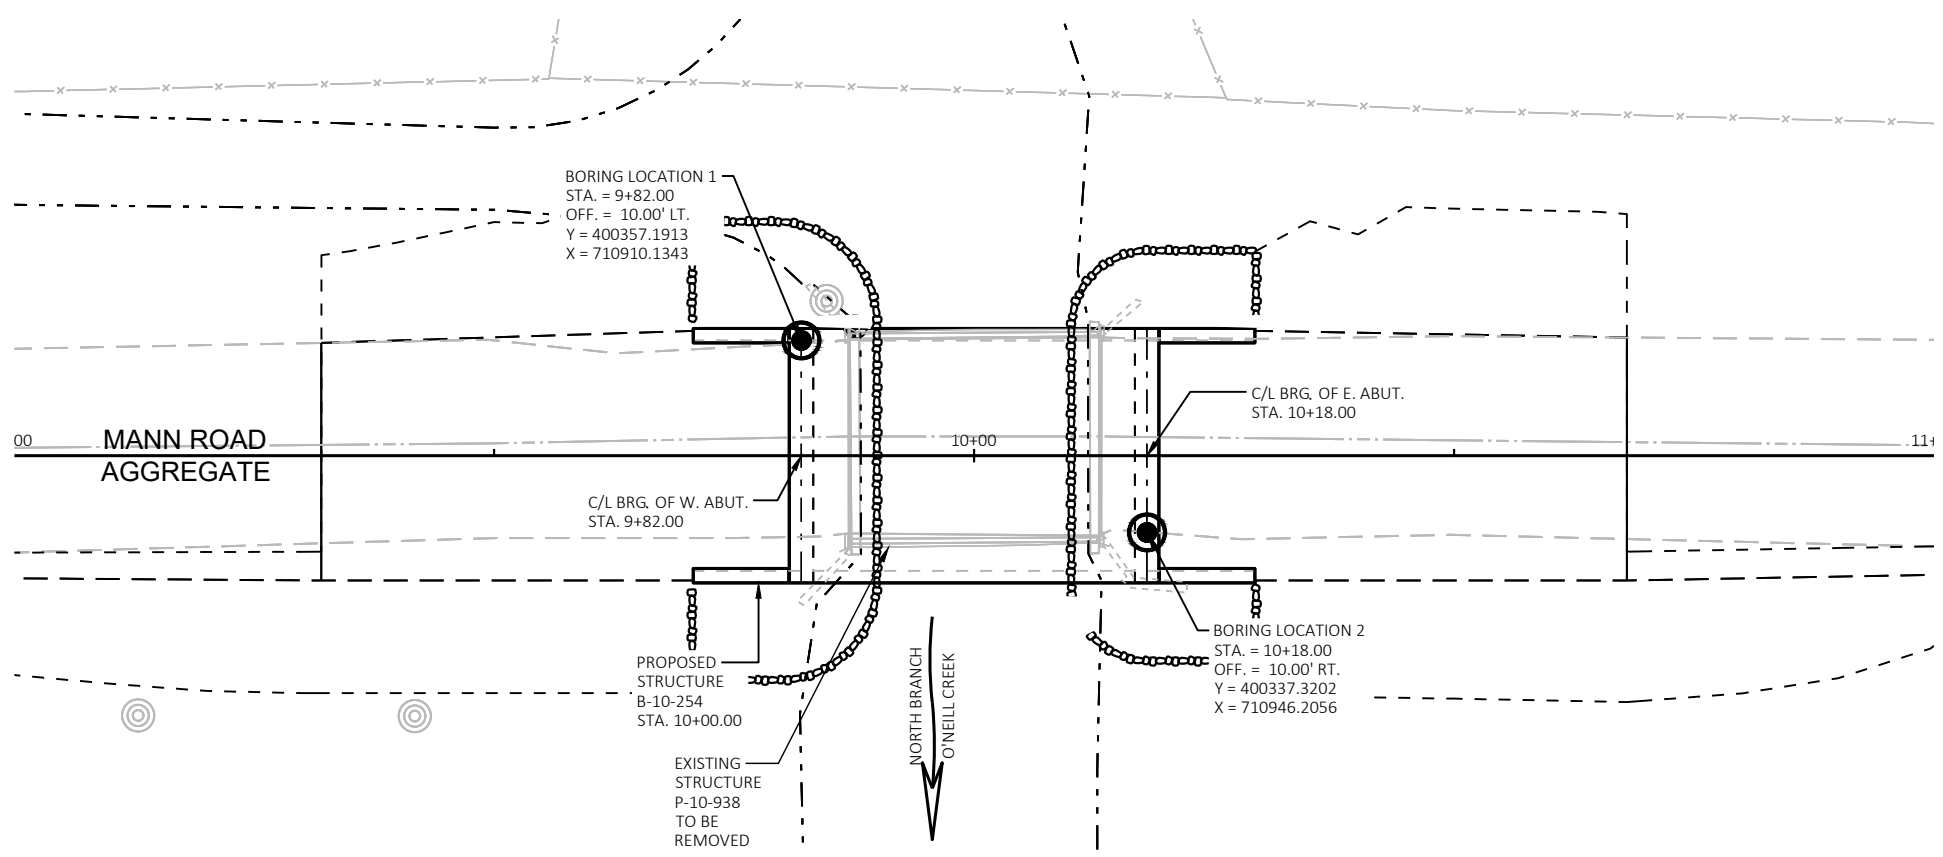 BORING LOCATION 1
STA. = 9+82.00
OFF. = 10.00' LT.
Y = 400357.1913
X = 710910.1343
C/L BRG. OF E. ABUT.
STA. 10+18.00
00
MANN ROAD
AGGREGATE
10+00
11+
C/L BRG. OF W. ABUT.
STA. 9+82.00
PROPOSED
STRUCTURE
B-10-254
STA. 10+00.00
NORTH BRANCH
O'NEILL CREEK
BORING LOCATION 2
STA. = 10+18.00
OFF. = 10.00' RT.
Y = 400337.3202
X = 710946.2056
EXISTING
STRUCTURE
P-10-938
TO BE
REMOVED